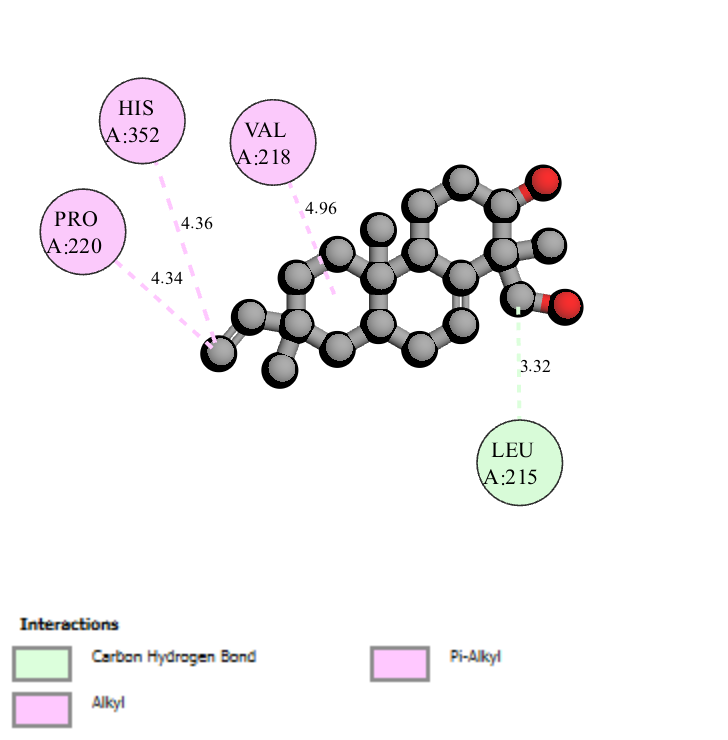 HIS
A:352
VAL
A:218
PRO
A:220
4.36
4.96
4.34
3.32
LEU
A:215
Interactions
Carbon Hydrogen Bond
Pi-Alkyl
Alkyl